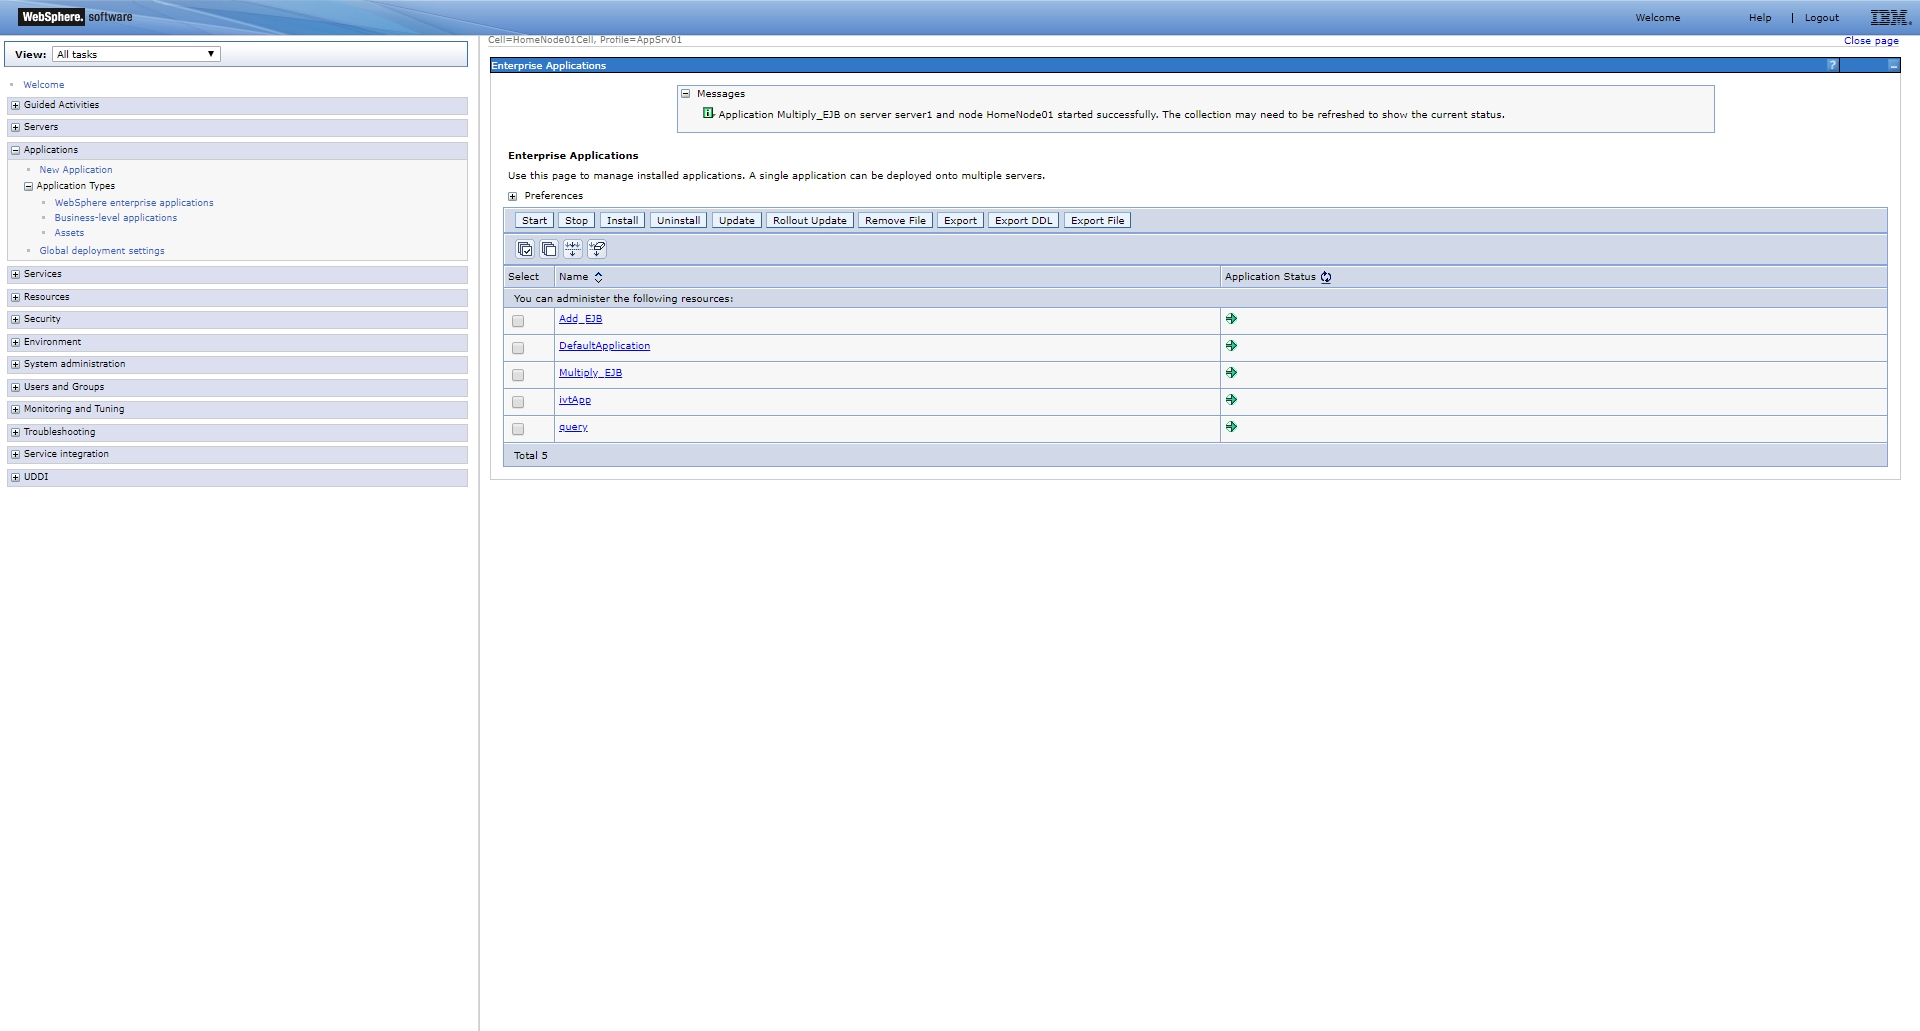 WebSphere. software
Welcome Help | Logout IBM.
View: All tasks
Cell=HomeNode01Cell, Profile=AppSrv01
Close page
Welcome
Guided Activities
Servers
Applications
New Application
Application Types
WebSphere enterprise applications
Business-level applications
Assets
Global deployment settings
Services
Resources
Security
Environment
System administration
Users and Groups
Monitoring and Tuning
Troubleshooting
Service integration
UDDI
Enterprise Applications ? _
Messages
Application Multiply_EJB on server server1 and node HomeNode01 started successfully. The collection may need to be refreshed to show the current status.
Enterprise Applications
Use this page to manage installed applications. A single application can be deployed onto multiple servers.
Preferences
Start Stop Install Uninstall Update Rollout Update Remove File Export Export DDL Export File
Select Name Application Status
You can administer the following resources:
Add_EJB
DefaultApplication
Multiply_EJB
ivtApp
query
Total 5